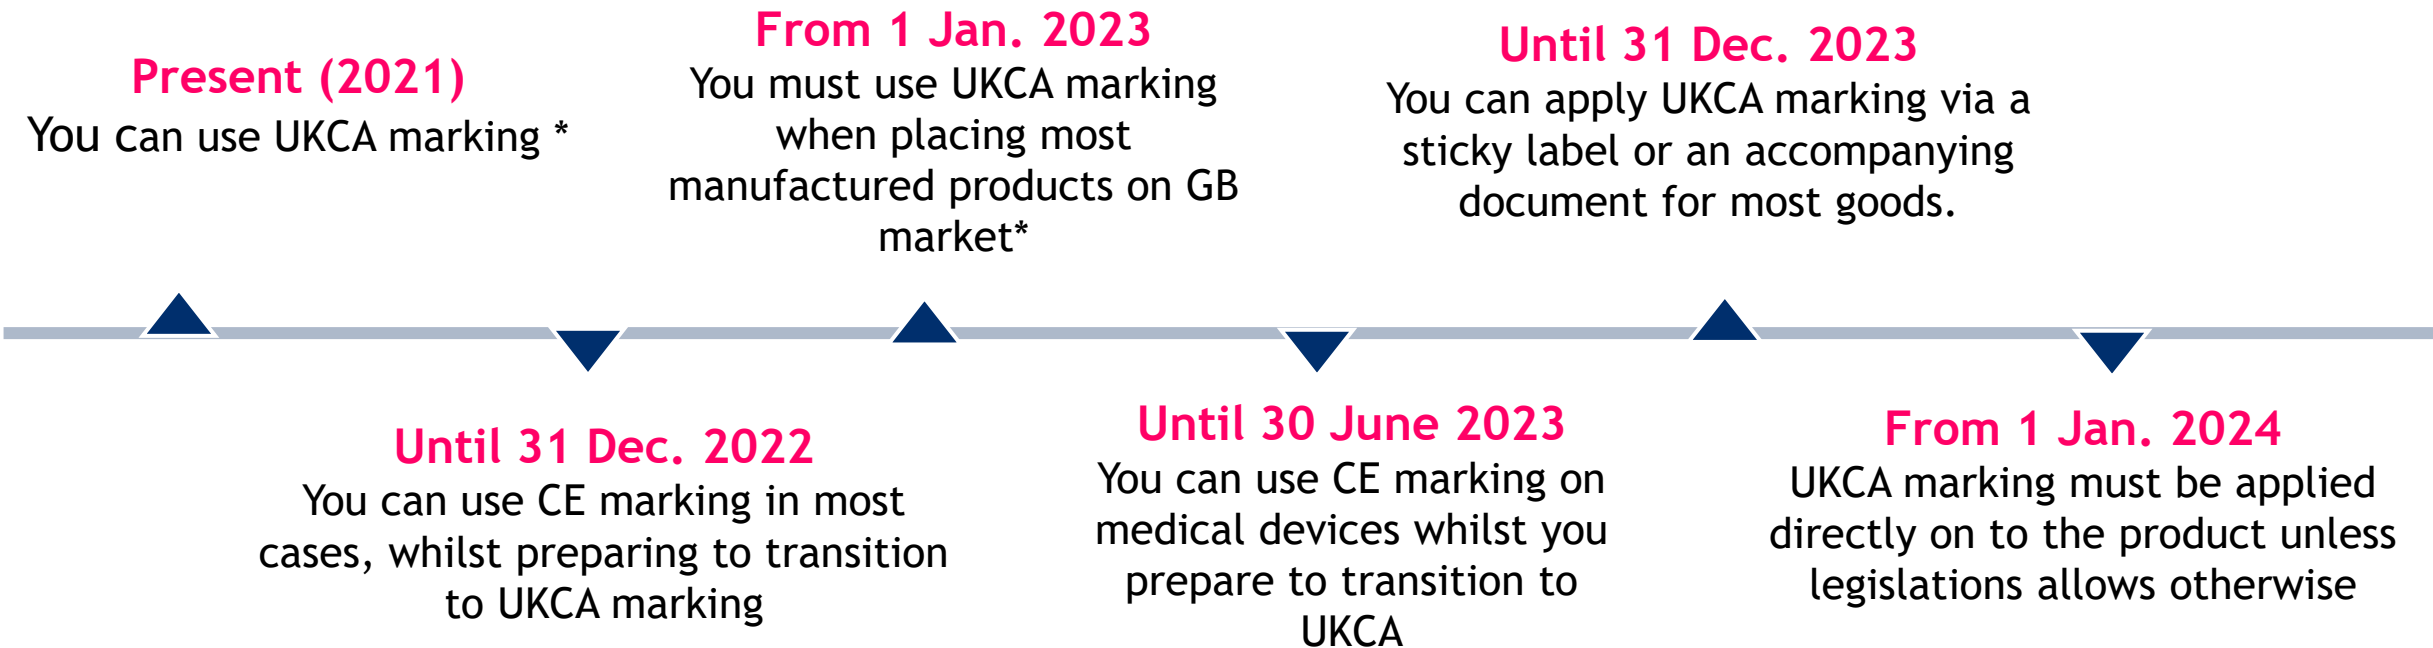 Present (2021)
You can use UKCA marking *
Until 31 Dec. 2022
You can use CE marking in most
cases, whilst preparing to transition
to UKCA marking
From 1 Jan. 2023
You must use UKCA marking
when placing most
manufactured products on GB
market*
Until 30 June 2023
You can use CE marking on
medical devices whilst you
prepare to transition to
UKCA
Until 31 Dec. 2023
You can apply UKCA marking via a
sticky label or an accompanying
document for most goods.
From 1 Jan. 2024
UKCA marking must be applied
directly on to the product unless
legislations allows otherwise